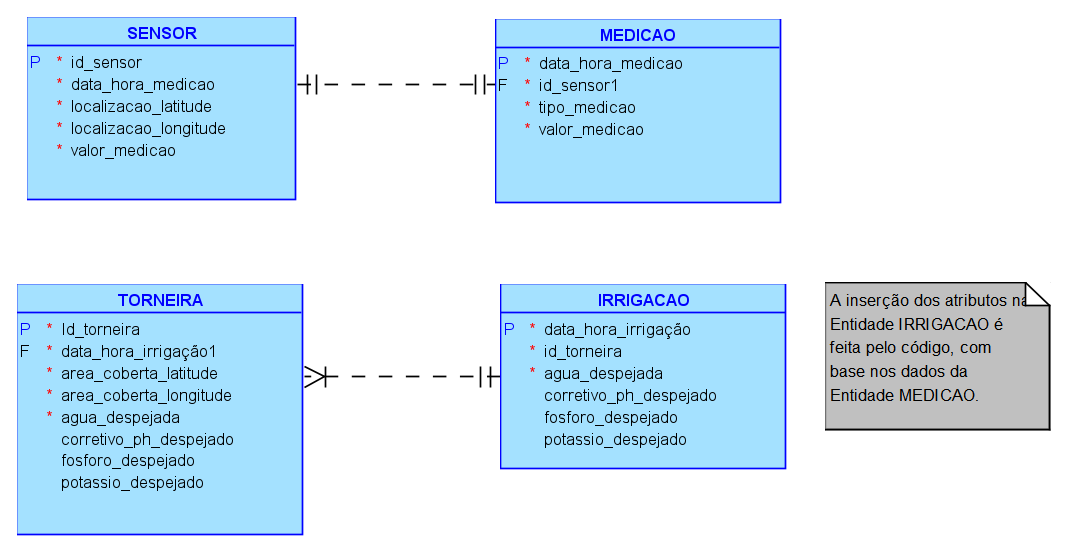 SENSOR
P * id_sensor
* data_hora_medicao
* localizacao_latitude
* localizacao_longitude
* valor_medicao
MEDICAO
P * data_hora_medicao
F * id_sensor1
* tipo_medicao
* valor_medicao
TORNEIRA
P * Id_torneira
F * data_hora_irrigação1
* area_coberta_latitude
* area_coberta_longitude
* agua_despejada
corretivo_ph_despejado
fosforo_despejado
potassio_despejado
IRRIGACAO
P * data_hora_irrigação
* id_torneira
* agua_despejada
corretivo_ph_despejado
fosforo_despejado
potassio_despejado
A inserção dos atributos na
Entidade IRRIGACAO é
feita pelo código, com
base nos dados da
Entidade MEDICAO.